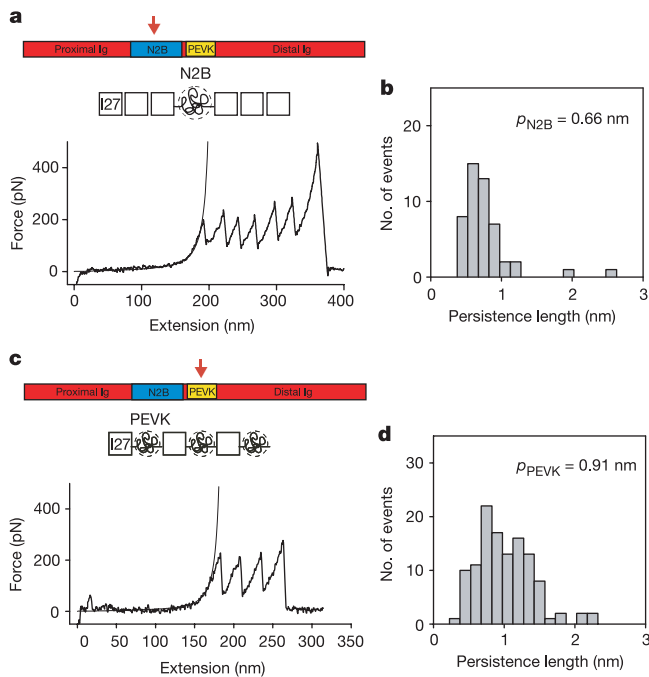 a
Proximal Ig N2B PEVK Distal Ig
N2B
I27
Force (pN)
400
200
0
0 100 200 300 400
Extension (nm)
b
No. of events
20
10
0
0 1 2 3
pN2B = 0.66 nm
Persistence length (nm)
c
Proximal Ig N2B PEVK Distal Ig
PEVK
I27
Force (pN)
400
200
0
0 50 100 150 200 250 300 350
Extension (nm)
d
No. of events
30
20
10
0
0 1 2 3
pPEVK = 0.91 nm
Persistence length (nm)